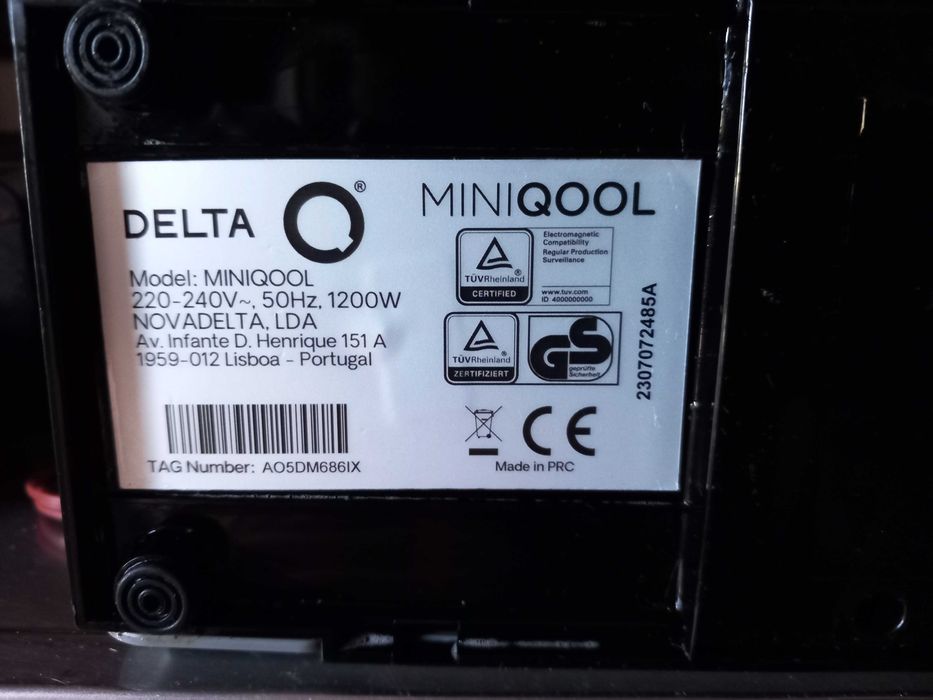 DELTA Q®
MINIQOOL
Model: MINIQOOL
220-240V~, 50Hz, 1200W
NOVADELTA, LDA
Av. Infante D. Henrique 151 A
1959-012 Lisboa - Portugal
TAG Number: AO5DM686IX
TÜVRheinland®
CERTIFIED
Electromagnetic
Compatibility
Regular Production
Surveillance
www.tuv.com
ID 4000000000
TÜVRheinland®
ZERTIFIZIERT
GS
geprüfte
Sicherheit
CE
Made in PRC
2307072485A